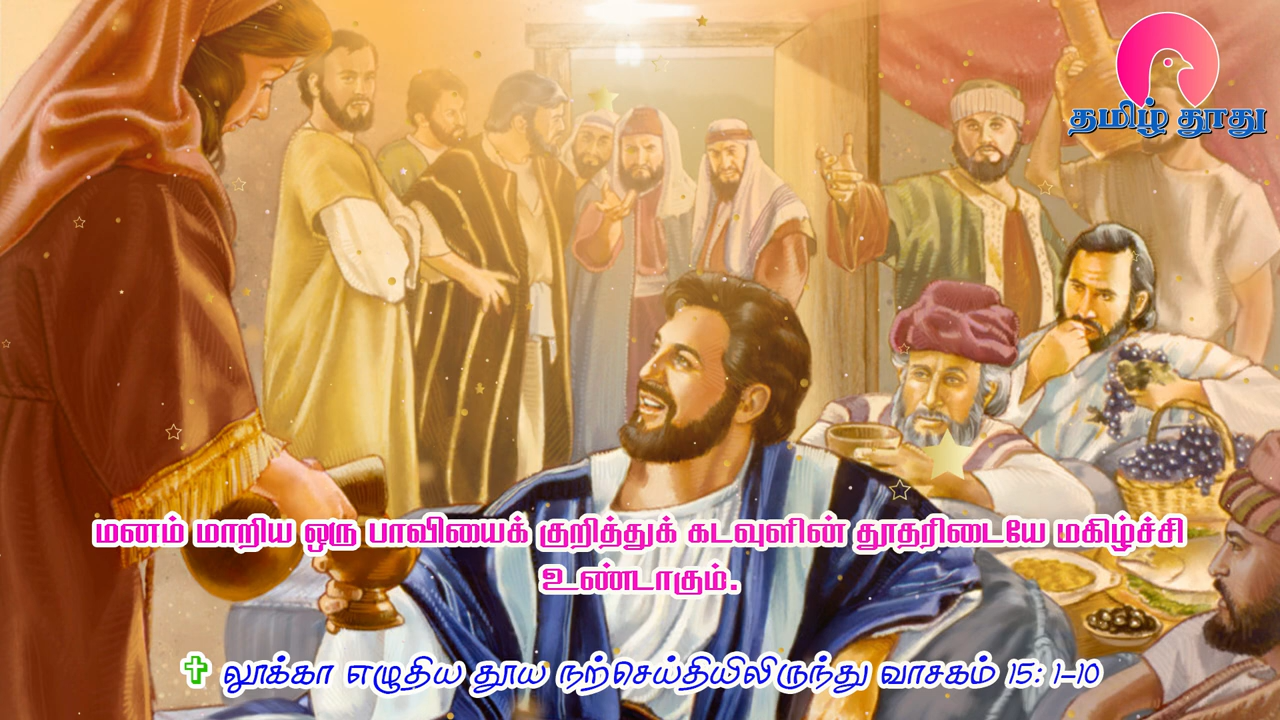 தமிழ் தூது
மனம் மாறிய ஒரு பாவியைக் குறித்துக் கடவுளின் தூதரிடையே மகிழ்ச்சி
உண்டாகும்.
✞ லூக்கா எழுதிய தூய நற்செய்தியிலிருந்து வாசகம் 15: 1-10